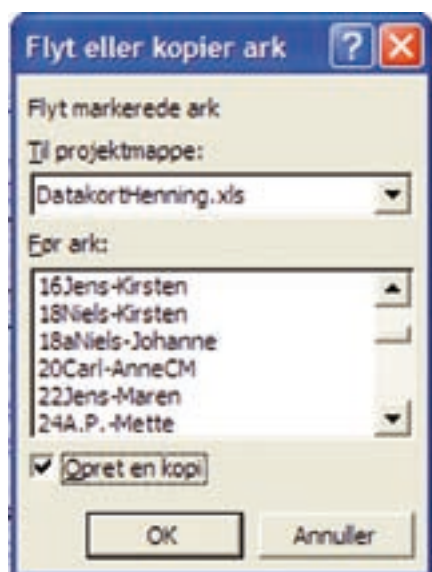 Flyt eller kopier ark
Flyt markerede ark
Til projektmappe:
DatakortHenning.xls
Før ark:
16Jens-Kirsten
18Niels-Kirsten
18aNiels-Johanne
20Carl-AnneCM
22Jens-Maren
24A.P.-Mette
Opret en kopi
OK Annuller